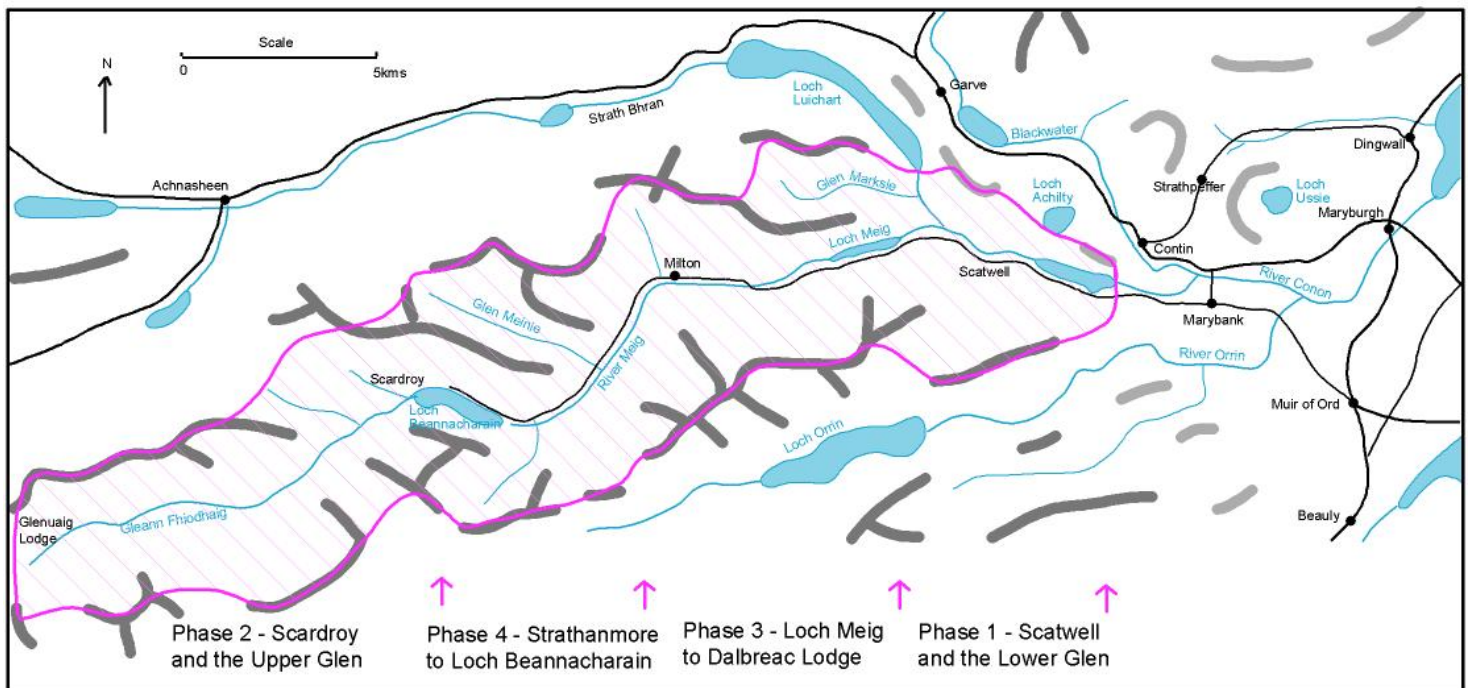 Scale
0
5kms
N
Loch
Luichart
Garve
Strath Bhran
Blackwater
Dingwall
Achnasheen
Strathpeffer
Loch
Ussie
Glen Marksie
Loch
Achilty
Maryburgh
Contin
Loch Meig
Milton
Scatwell
River Conon
Glen Meinie
Marybank
River Meig
River Orrin
Scardroy
Loch
Beannacharain
Muir of Ord
Loch Orrin
Glenuaig
Lodge
Gleann Fhiodhaig
Beauly
Phase 2 - Scardroy
and the Upper Glen
Phase 4 - Strathanmore
to Loch Beannacharain
Phase 3 - Loch Meig
to Dalbreac Lodge
Phase 1 - Scatwell
and the Lower Glen